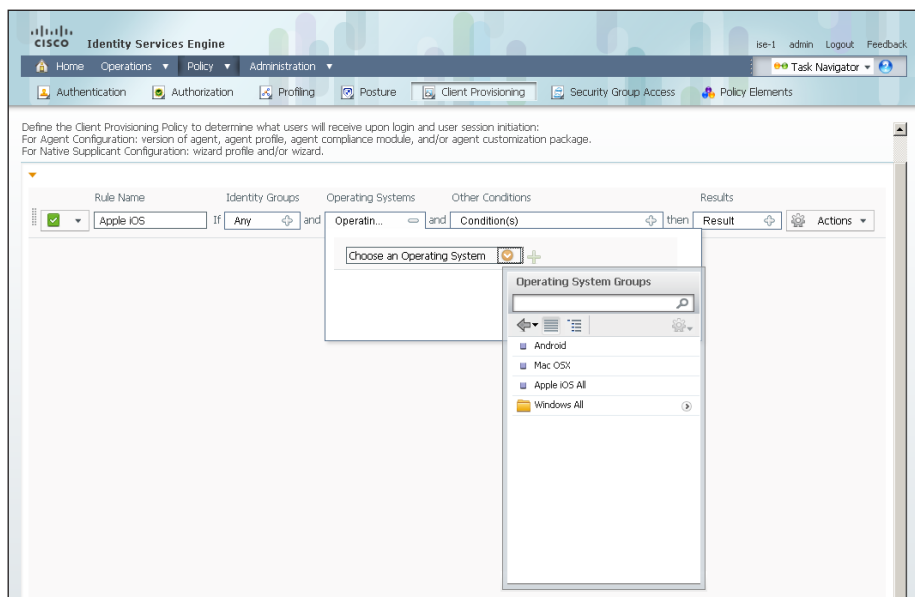 CISCO Identity Services Engine
ise-1 admin Logout Feedback
Home Operations Policy Administration
Task Navigator
Authentication Authorization Profiling Posture Client Provisioning Security Group Access Policy Elements
Define the Client Provisioning Policy to determine what users will receive upon login and user session initiation:
For Agent Configuration: version of agent, agent profile, agent compliance module, and/or agent customization package.
For Native Supplicant Configuration: wizard profile and/or wizard.
Rule Name Identity Groups Operating Systems Other Conditions Results
Apple iOS If Any and Operatin... and Condition(s) then Result Actions
Choose an Operating System
Operating System Groups
Android
Mac OSX
Apple iOS All
Windows All